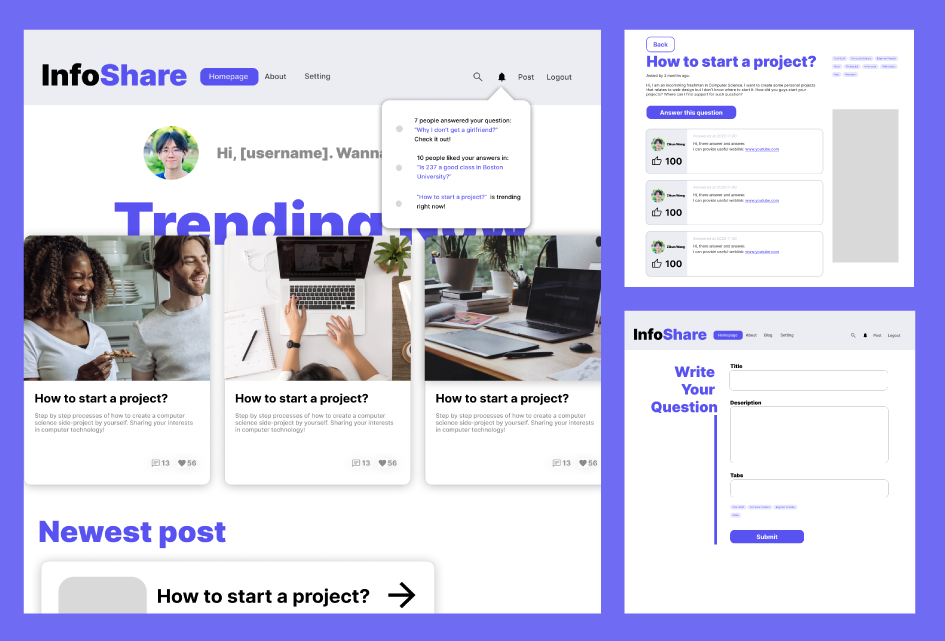 InfoShare
Homepage
About
Setting
Post
Logout
7 people answered your question:
"Why I don't get a girlfriend?"
Check it out!
10 people liked your answers in:
"Is 237 a good class in Boston
University?"
"How to start a project?" is trending
right now!
Hi, [username]. Wanna
Trending now
How to start a project?
Step by step processes of how to create a computer
science side-project by yourself. Sharing your interests
in computer technology!
13
56
How to start a project?
Step by step processes of how to create a computer
science side-project by yourself. Sharing your interests
in computer technology!
13
56
How to start a project?
Step by step processes of how to create a computer
science side-project by yourself. Sharing your interests
in computer technology!
13
56
Newest post
How to start a project?
Back
How to start a project?
Asked by 2 months ago
Hi, I am an incomming freshman in Computer Science. I want to create some personal projects
that relates to web design but I don't know where to start it. How did you guys start your
projects? Where can I find support for such question?
Answer this question
Zikun Wang
100
Hi, there answer and answer.
I can provide useful weblink: www.youtube.com
Zikun Wang
100
Hi, there answer and answer.
I can provide useful weblink: www.youtube.com
Zikun Wang
100
Hi, there answer and answer.
I can provide useful weblink: www.youtube.com
InfoShare
Homepage
About
Blog
Setting
Post
Logout
Write
Your
Question
Title
Description
Tabs
Submit